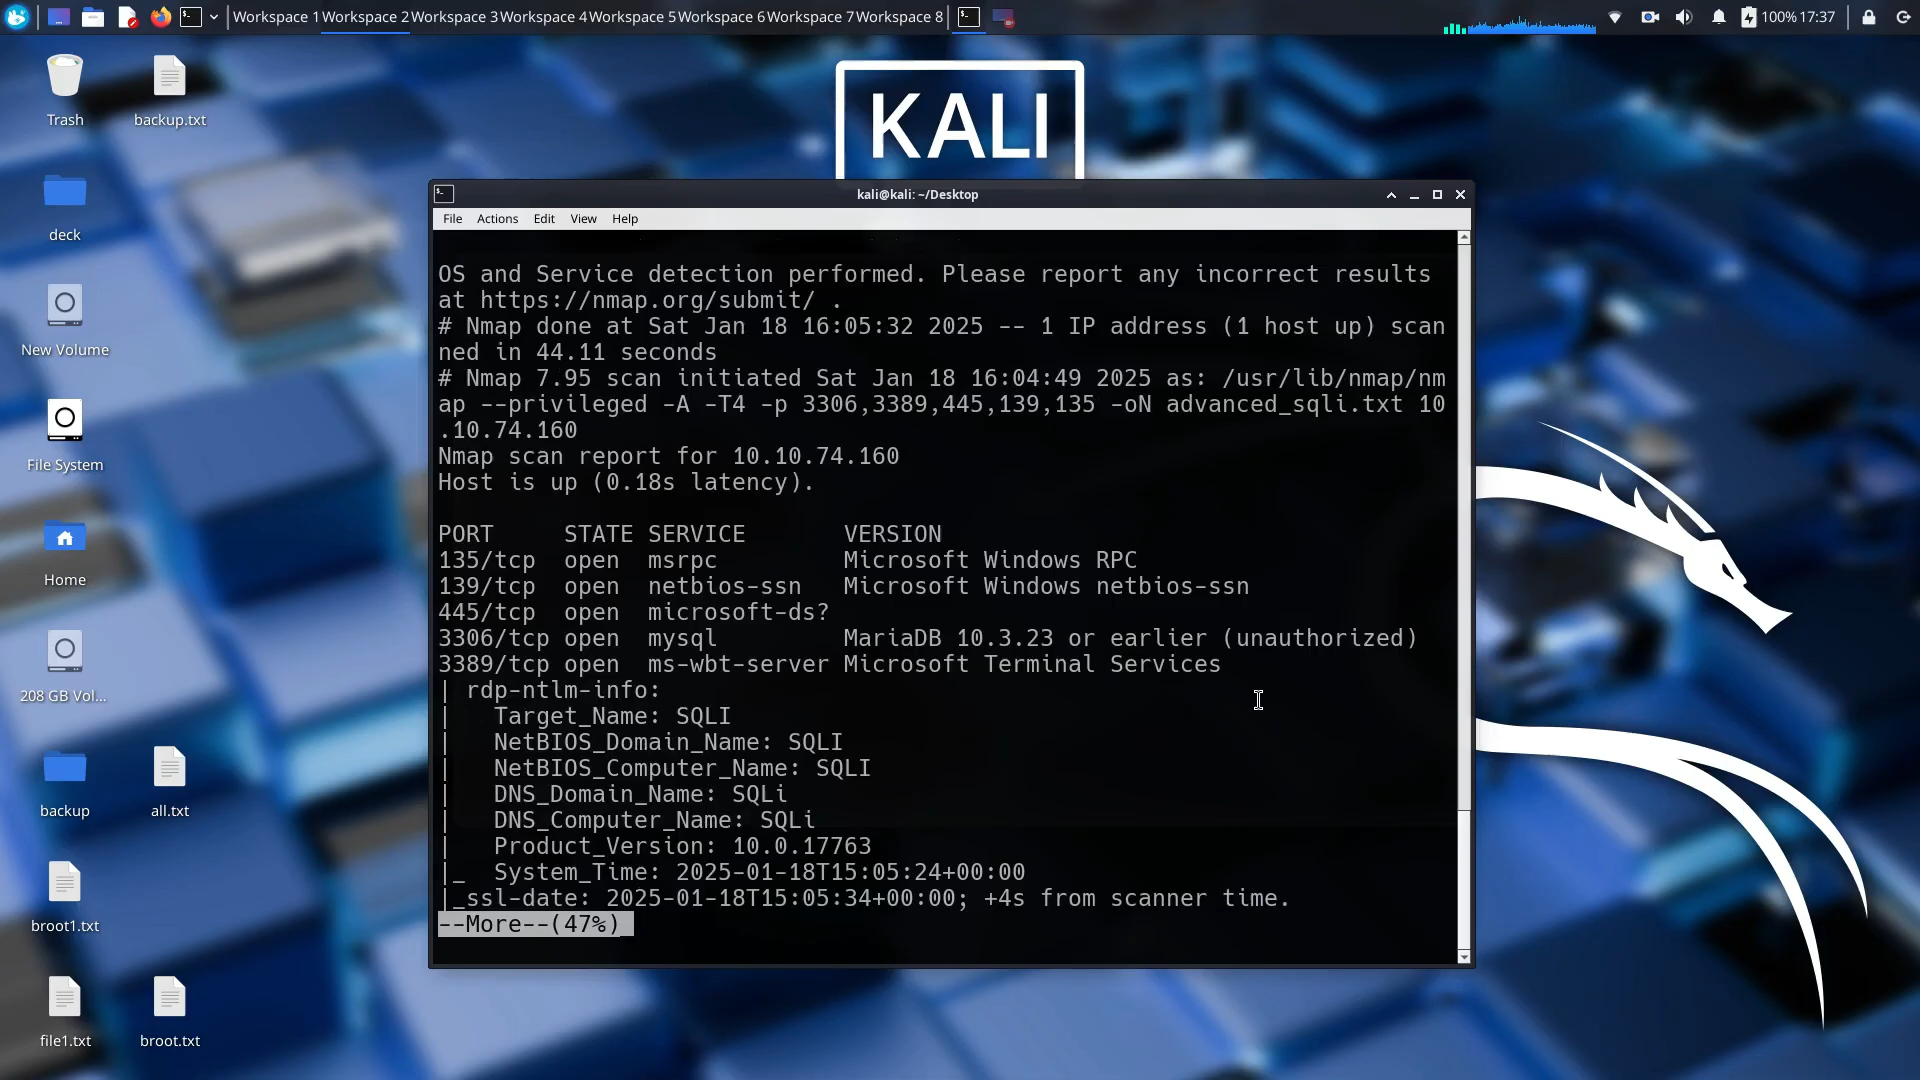 Workspace 1 Workspace 2 Workspace 3 Workspace 4 Workspace 5 Workspace 6 Workspace 7 Workspace 8
100% 17:37
Trash
backup.txt
deck
New Volume
File System
Home
208 GB Vol...
backup
all.txt
broot1.txt
file1.txt
broot.txt
KALI
kali@kali: ~/Desktop
File Actions Edit View Help
OS and Service detection performed. Please report any incorrect results
at https://nmap.org/submit/ .
# Nmap done at Sat Jan 18 16:05:32 2025 -- 1 IP address (1 host up) scan
ned in 44.11 seconds
# Nmap 7.95 scan initiated Sat Jan 18 16:04:49 2025 as: /usr/lib/nmap/nm
ap --privileged -A -T4 -p 3306,3389,445,139,135 -oN advanced_sqli.txt 10
.10.74.160
Nmap scan report for 10.10.74.160
Host is up (0.18s latency).
PORT     STATE SERVICE       VERSION
135/tcp  open  msrpc         Microsoft Windows RPC
139/tcp  open  netbios-ssn   Microsoft Windows netbios-ssn
445/tcp  open  microsoft-ds?
3306/tcp open  mysql         MariaDB 10.3.23 or earlier (unauthorized)
3389/tcp open  ms-wbt-server Microsoft Terminal Services
| rdp-ntlm-info:
|   Target_Name: SQLI
|   NetBIOS_Domain_Name: SQLI
|   NetBIOS_Computer_Name: SQLI
|   DNS_Domain_Name: SQLi
|   DNS_Computer_Name: SQLi
|   Product_Version: 10.0.17763
|_  System_Time: 2025-01-18T15:05:24+00:00
|_ssl-date: 2025-01-18T15:05:34+00:00; +4s from scanner time.
--More--(47%)